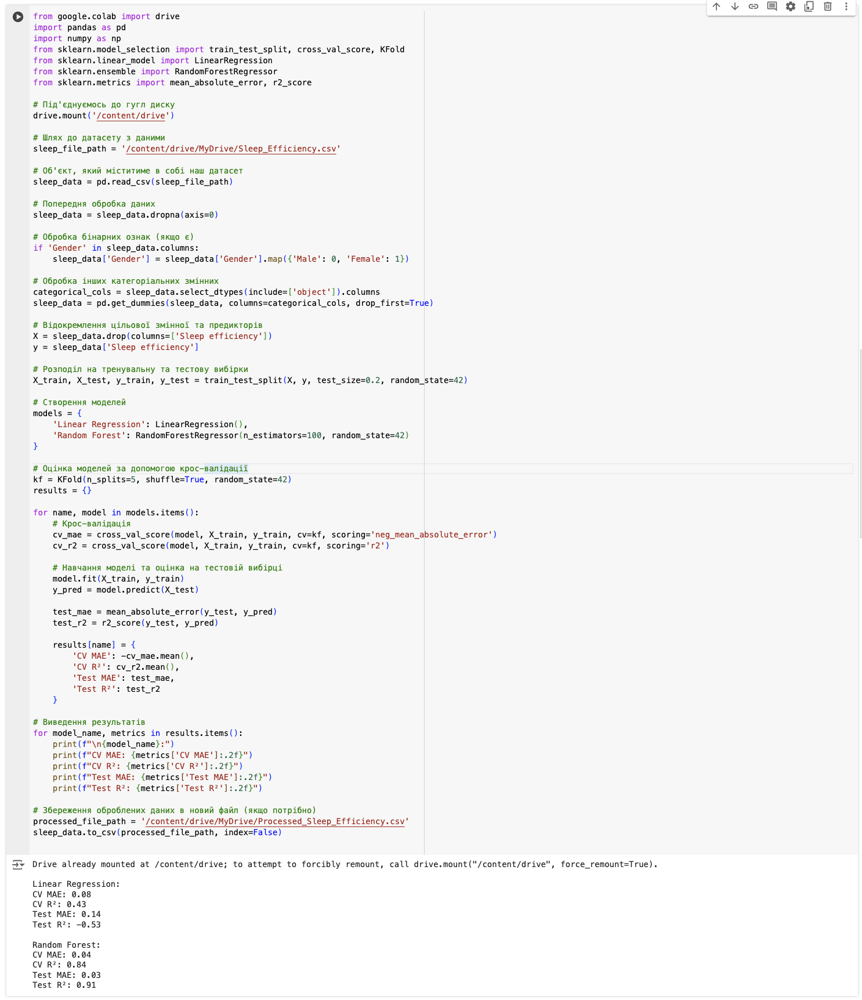 from google.colab import drive
import pandas as pd
import numpy as np
from sklearn.model_selection import train_test_split, cross_val_score, KFold
from sklearn.linear_model import LinearRegression
from sklearn.ensemble import RandomForestRegressor
from sklearn.metrics import mean_absolute_error, r2_score

# Під'єднуємось до гугл диску
drive.mount('/content/drive')

# Шлях до датасету з даними
sleep_file_path = '/content/drive/MyDrive/Sleep_Efficiency.csv'

# Об'єкт, який міститиме в собі наш датасет
sleep_data = pd.read_csv(sleep_file_path)

# Попередня обробка даних
sleep_data = sleep_data.dropna(axis=0)

# Обробка бінарних ознак (якщо є)
if 'Gender' in sleep_data.columns:
    sleep_data['Gender'] = sleep_data['Gender'].map({'Male': 0, 'Female': 1})

# Обробка інших категоріальних змінних
categorical_cols = sleep_data.select_dtypes(include=['object']).columns
sleep_data = pd.get_dummies(sleep_data, columns=categorical_cols, drop_first=True)

# Відокремлення цільової змінної та предикторів
X = sleep_data.drop(columns=['Sleep efficiency'])
y = sleep_data['Sleep efficiency']

# Розподіл на тренувальну та тестову вибірки
X_train, X_test, y_train, y_test = train_test_split(X, y, test_size=0.2, random_state=42)

# Створення моделей
models = {
    'Linear Regression': LinearRegression(),
    'Random Forest': RandomForestRegressor(n_estimators=100, random_state=42)
}

# Оцінка моделей за допомогою крос-валідації
kf = KFold(n_splits=5, shuffle=True, random_state=42)
results = {}

for name, model in models.items():
    # Крос-валідація
    cv_mae = cross_val_score(model, X_train, y_train, cv=kf, scoring='neg_mean_absolute_error')
    cv_r2 = cross_val_score(model, X_train, y_train, cv=kf, scoring='r2')

    # Навчання моделі та оцінка на тестовій вибірці
    model.fit(X_train, y_train)
    y_pred = model.predict(X_test)

    test_mae = mean_absolute_error(y_test, y_pred)
    test_r2 = r2_score(y_test, y_pred)

    results[name] = {
        'CV MAE': -cv_mae.mean(),
        'CV R²': cv_r2.mean(),
        'Test MAE': test_mae,
        'Test R²': test_r2
    }

# Виведення результатів
for model_name, metrics in results.items():
    print(f"\n{model_name}:")
    print(f"CV MAE: {metrics['CV MAE']:.2f}")
    print(f"CV R²: {metrics['CV R²']:.2f}")
    print(f"Test MAE: {metrics['Test MAE']:.2f}")
    print(f"Test R²: {metrics['Test R²']:.2f}")

# Збереження оброблених даних в новий файл (якщо потрібно)
processed_file_path = '/content/drive/MyDrive/Processed_Sleep_Efficiency.csv'
sleep_data.to_csv(processed_file_path, index=False)

Drive already mounted at /content/drive; to attempt to forcibly remount, call drive.mount("/content/drive", force_remount=True).

Linear Regression:
CV MAE: 0.08
CV R²: 0.43
Test MAE: 0.14
Test R²: -0.53

Random Forest:
CV MAE: 0.04
CV R²: 0.84
Test MAE: 0.03
Test R²: 0.91